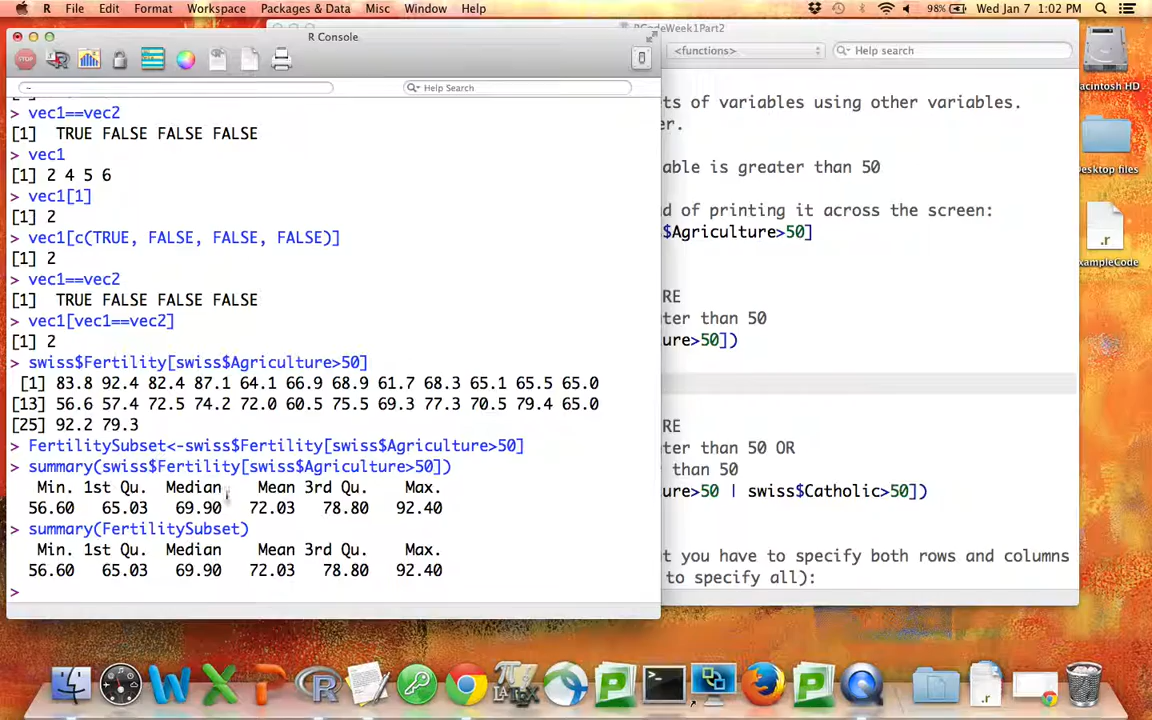 R File Edit Format Workspace Packages & Data Misc Window Help 98% Wed Jan 7 1:02 PM
RCodeWeek1Part2
R Console
<functions> Help search
STOP
~ Help Search
> vec1==vec2
[1] TRUE FALSE FALSE FALSE
> vec1
[1] 2 4 5 6
> vec1[1]
[1] 2
> vec1[c(TRUE, FALSE, FALSE, FALSE)]
[1] 2
> vec1==vec2
[1] TRUE FALSE FALSE FALSE
> vec1[vec1==vec2]
[1] 2
> swiss$Fertility[swiss$Agriculture>50]
[1] 83.8 92.4 82.4 87.1 64.1 66.9 68.9 61.7 68.3 65.1 65.5 65.0
[13] 56.6 57.4 72.5 74.2 72.0 60.5 75.5 69.3 77.3 70.5 79.4 65.0
[25] 92.2 79.3
> FertilitySubset<-swiss$Fertility[swiss$Agriculture>50]
> summary(swiss$Fertility[swiss$Agriculture>50])
Min. 1st Qu. Median Mean 3rd Qu. Max.
56.60 65.03 69.90 72.03 78.80 92.40
> summary(FertilitySubset)
Min. 1st Qu. Median Mean 3rd Qu. Max.
56.60 65.03 69.90 72.03 78.80 92.40
>
ts of variables using other variables.
er.
able is greater than 50
d of printing it across the screen:
$Agriculture>50]
RE
ter than 50
ure>50])
RE
ter than 50 OR
than 50
ure>50 | swiss$Catholic>50])
t you have to specify both rows and columns
to specify all):
acintosh HD
Desktop files
.r
xampleCode
W X P R LATEX P >_ P .r